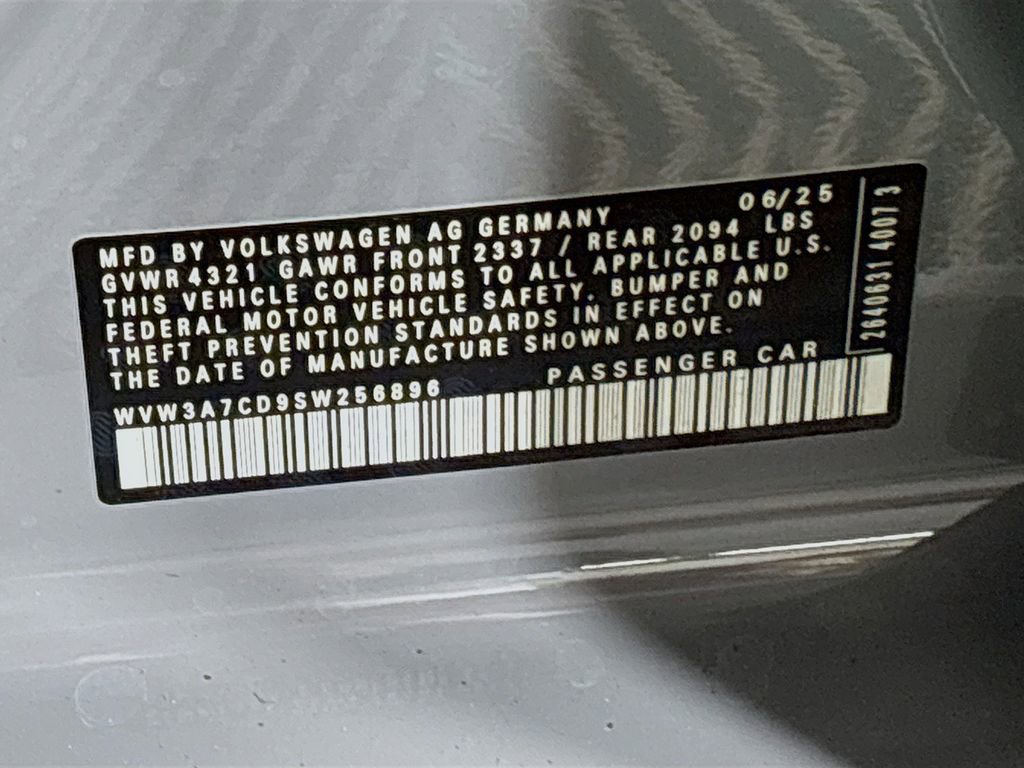 MFD BY VOLKSWAGEN AG GERMANY 06/25
GVWR 4321 GAWR FRONT 2337 / REAR 2094 LBS
THIS VEHICLE CONFORMS TO ALL APPLICABLE U.S.
FEDERAL MOTOR VEHICLE SAFETY, BUMPER AND
THEFT PREVENTION STANDARDS IN EFFECT ON
THE DATE OF MANUFACTURE SHOWN ABOVE.
WVW3A7CD9SW256896 PASSENGER CAR
2640631 4007 3